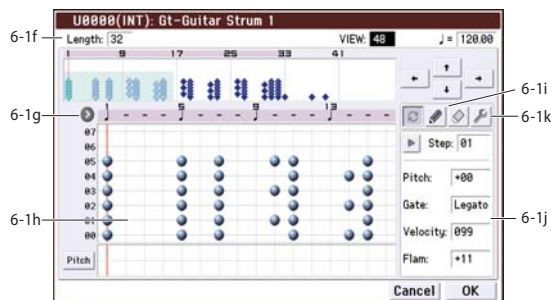 U0000(INT): Gt-Guitar Strum 1
6-1f Length: 32 VIEW: 48 ♩= 120.00
1 9 17 25 33 41
6-1i
6-1g 1 5 9 13
6-1k
07
06
05
04
03
02
01
00
Step: 01
Pitch: +00
Gate: Legato
Velocity: 099
Flam: +11
6-1h
6-1j
Pitch
Cancel OK